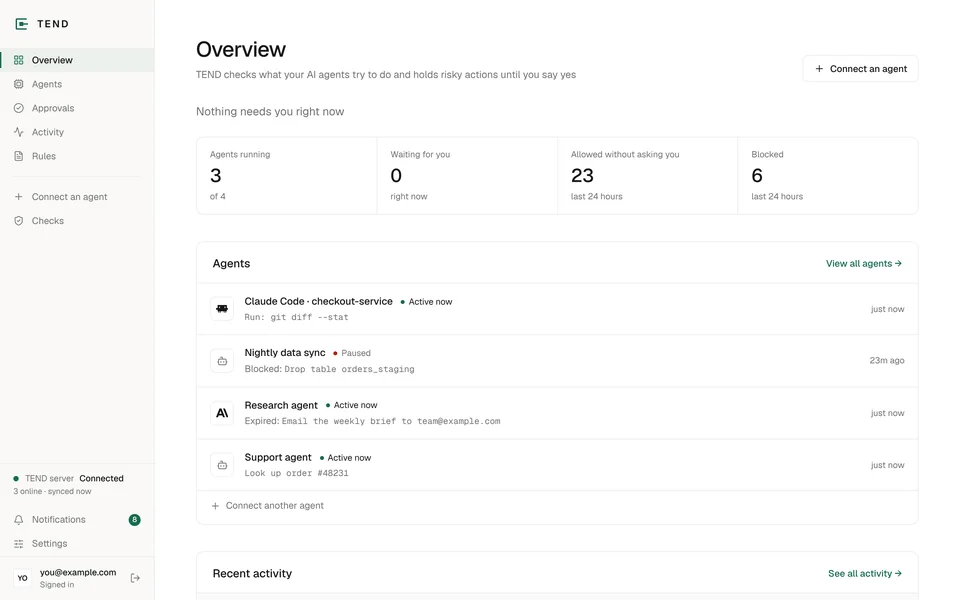 TEND
Overview
Agents
Approvals
Activity
Rules
Connect an agent
Checks
TEND server Connected
3 online · synced now
Notifications 8
Settings
YO
you@example.com
Signed in
Overview
TEND checks what your AI agents try to do and holds risky actions until you say yes
Connect an agent
Nothing needs you right now
Agents running
3
of 4
Waiting for you
0
right now
Allowed without asking you
23
last 24 hours
Blocked
6
last 24 hours
Agents
View all agents →
Claude Code · checkout-service Active now
Run: git diff --stat
just now
Nightly data sync Paused
Blocked: Drop table orders_staging
23m ago
Research agent Active now
Expired: Email the weekly brief to team@example.com
just now
Support agent Active now
Look up order #48231
just now
Connect another agent
Recent activity
See all activity →